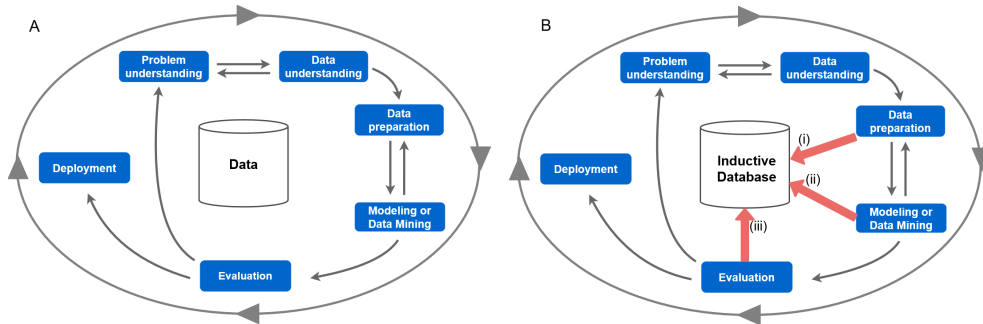 A
Problem
understanding
Data
understanding
Data
preparation
Data
Deployment
Modeling or
Data Mining
Evaluation
B
Problem
understanding
Data
understanding
Data
preparation
(i)
Inductive
Database
Deployment
(ii)
Modeling or
Data Mining
(iii)
Evaluation